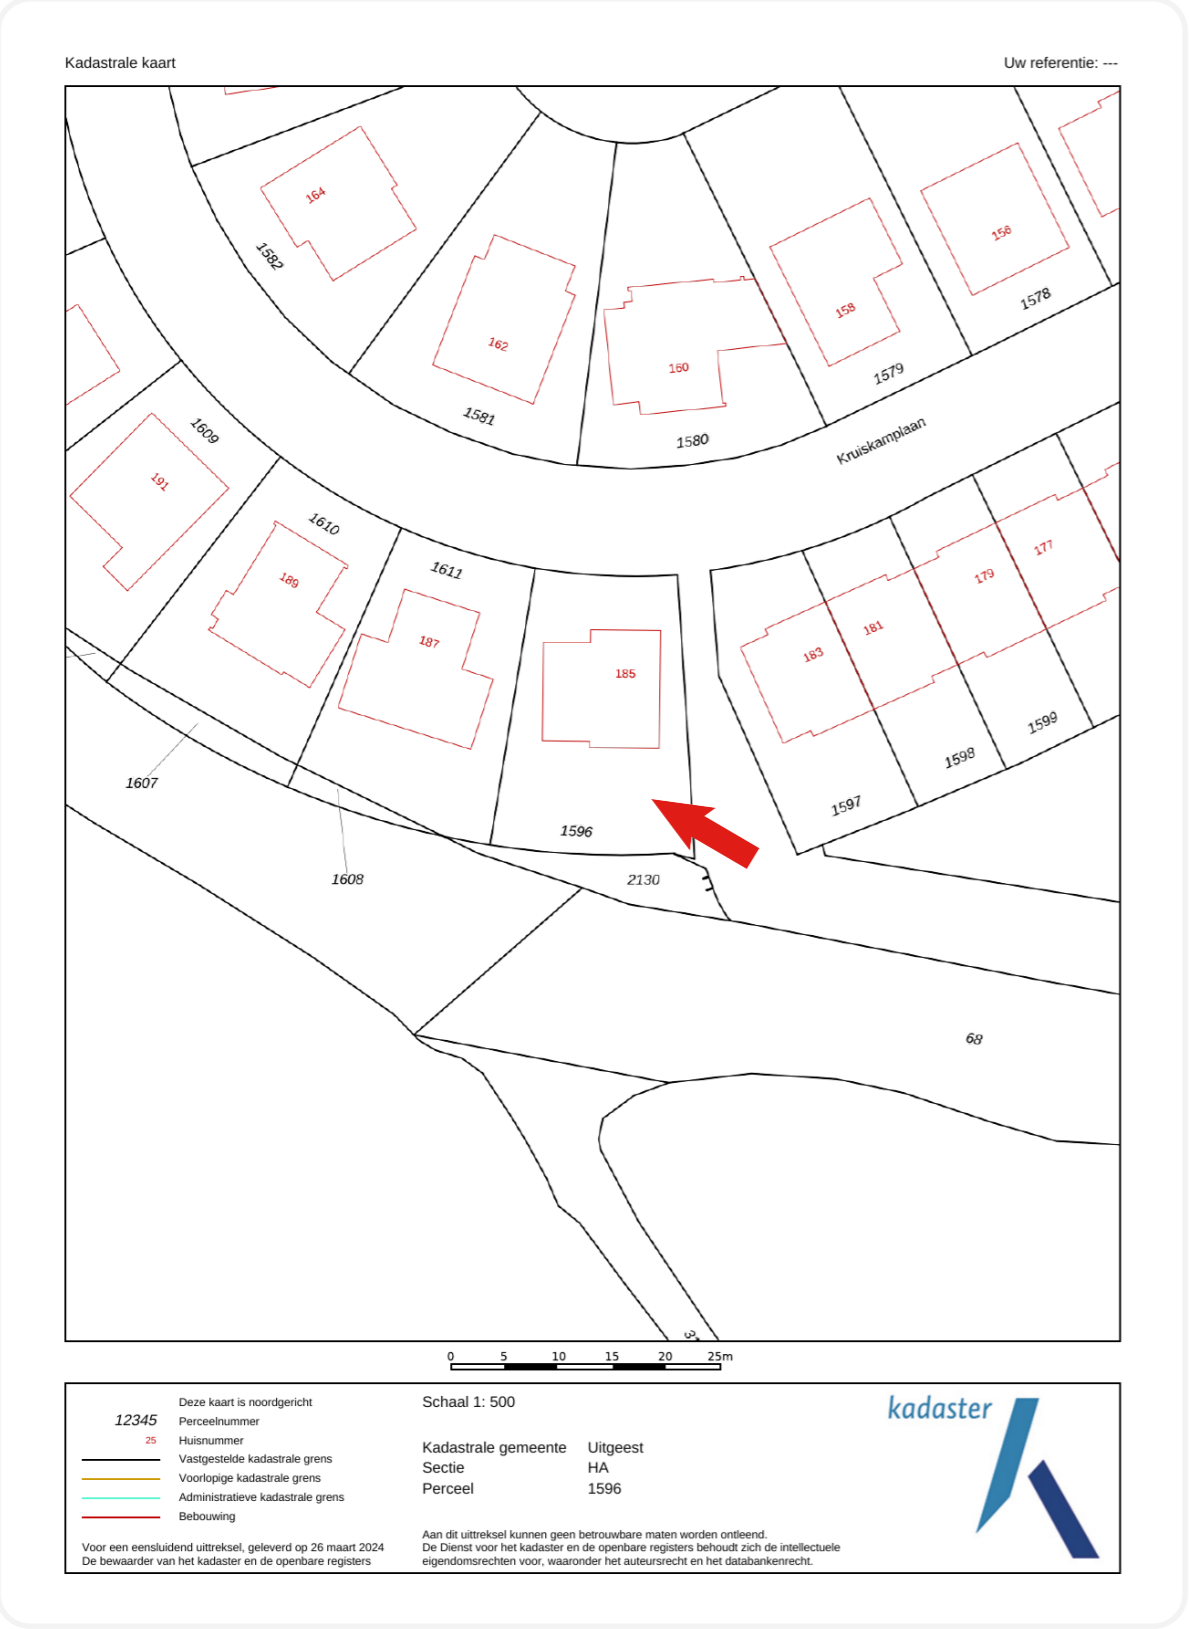 Kadastrale kaart
Uw referentie: ---
164
1582
162
1581
160
1580
158
1579
156
1578
Kruiskamplaan
1609
191
1610
189
1611
187
185
1596
183
181
179
177
1597
1598
1599
1607
1608
2130
68
0 5 10 15 20 25m
Deze kaart is noordgericht
12345 Perceelnummer
25 Huisnummer
Vastgestelde kadastrale grens
Voorlopige kadastrale grens
Administratieve kadastrale grens
Bebouwing
Voor een eensluidend uittreksel, geleverd op 26 maart 2024
De bewaarder van het kadaster en de openbare registers
Schaal 1: 500
Kadastrale gemeente Uitgeest
Sectie HA
Perceel 1596
Aan dit uittreksel kunnen geen betrouwbare maten worden ontleend.
De Dienst voor het kadaster en de openbare registers behoudt zich de intellectuele
eigendomsrechten voor, waaronder het auteursrecht en het databankenrecht.
kadaster